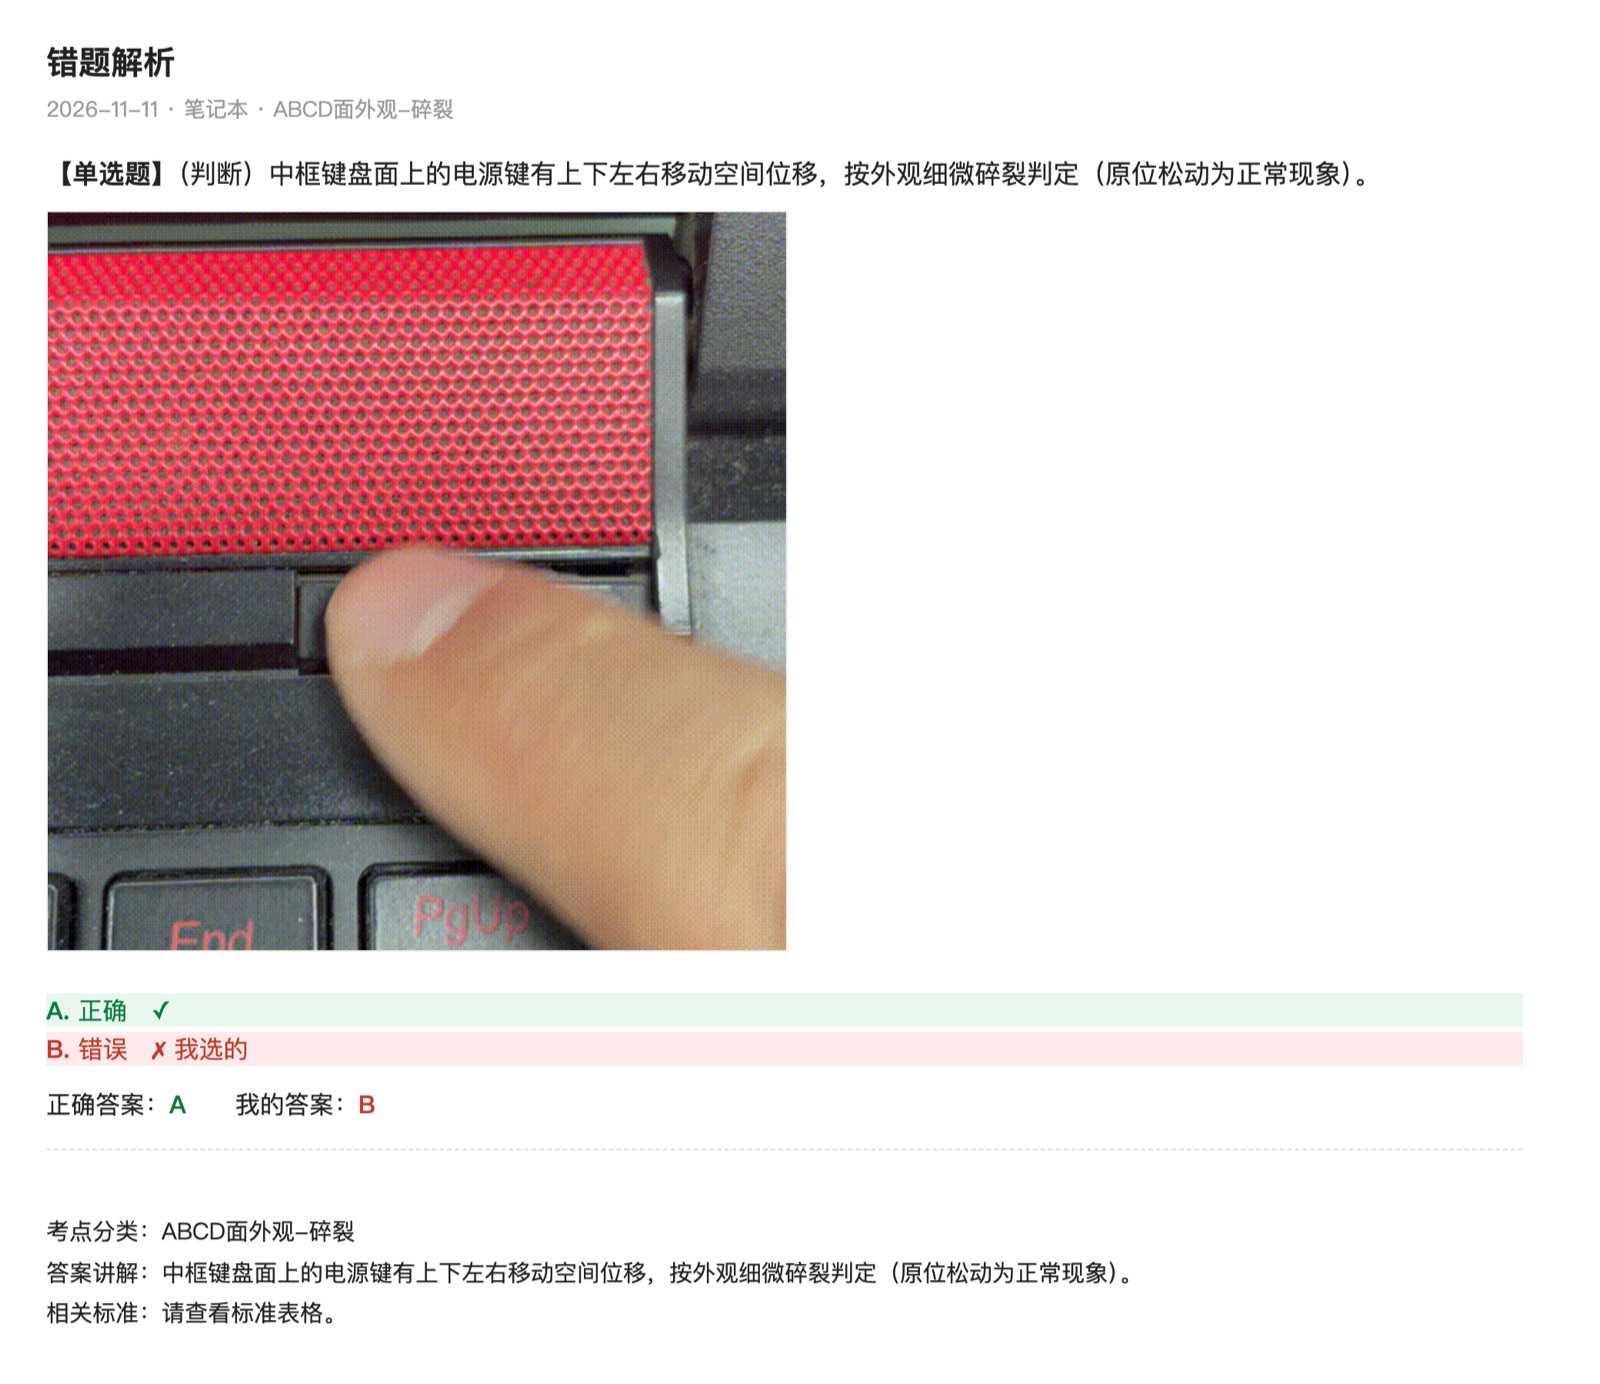 错题解析
2026-11-11 · 笔记本 · ABCD面外观-碎裂
【单选题】（判断）中框键盘面上的电源键有上下左右移动空间位移，按外观细微碎裂判定（原位松动为正常现象）。
End
PgUp
A. 正确 ✓
B. 错误 ✗ 我选的
正确答案：A 我的答案：B
考点分类：ABCD面外观-碎裂
答案讲解：中框键盘面上的电源键有上下左右移动空间位移，按外观细微碎裂判定（原位松动为正常现象）。
相关标准：请查看标准表格。